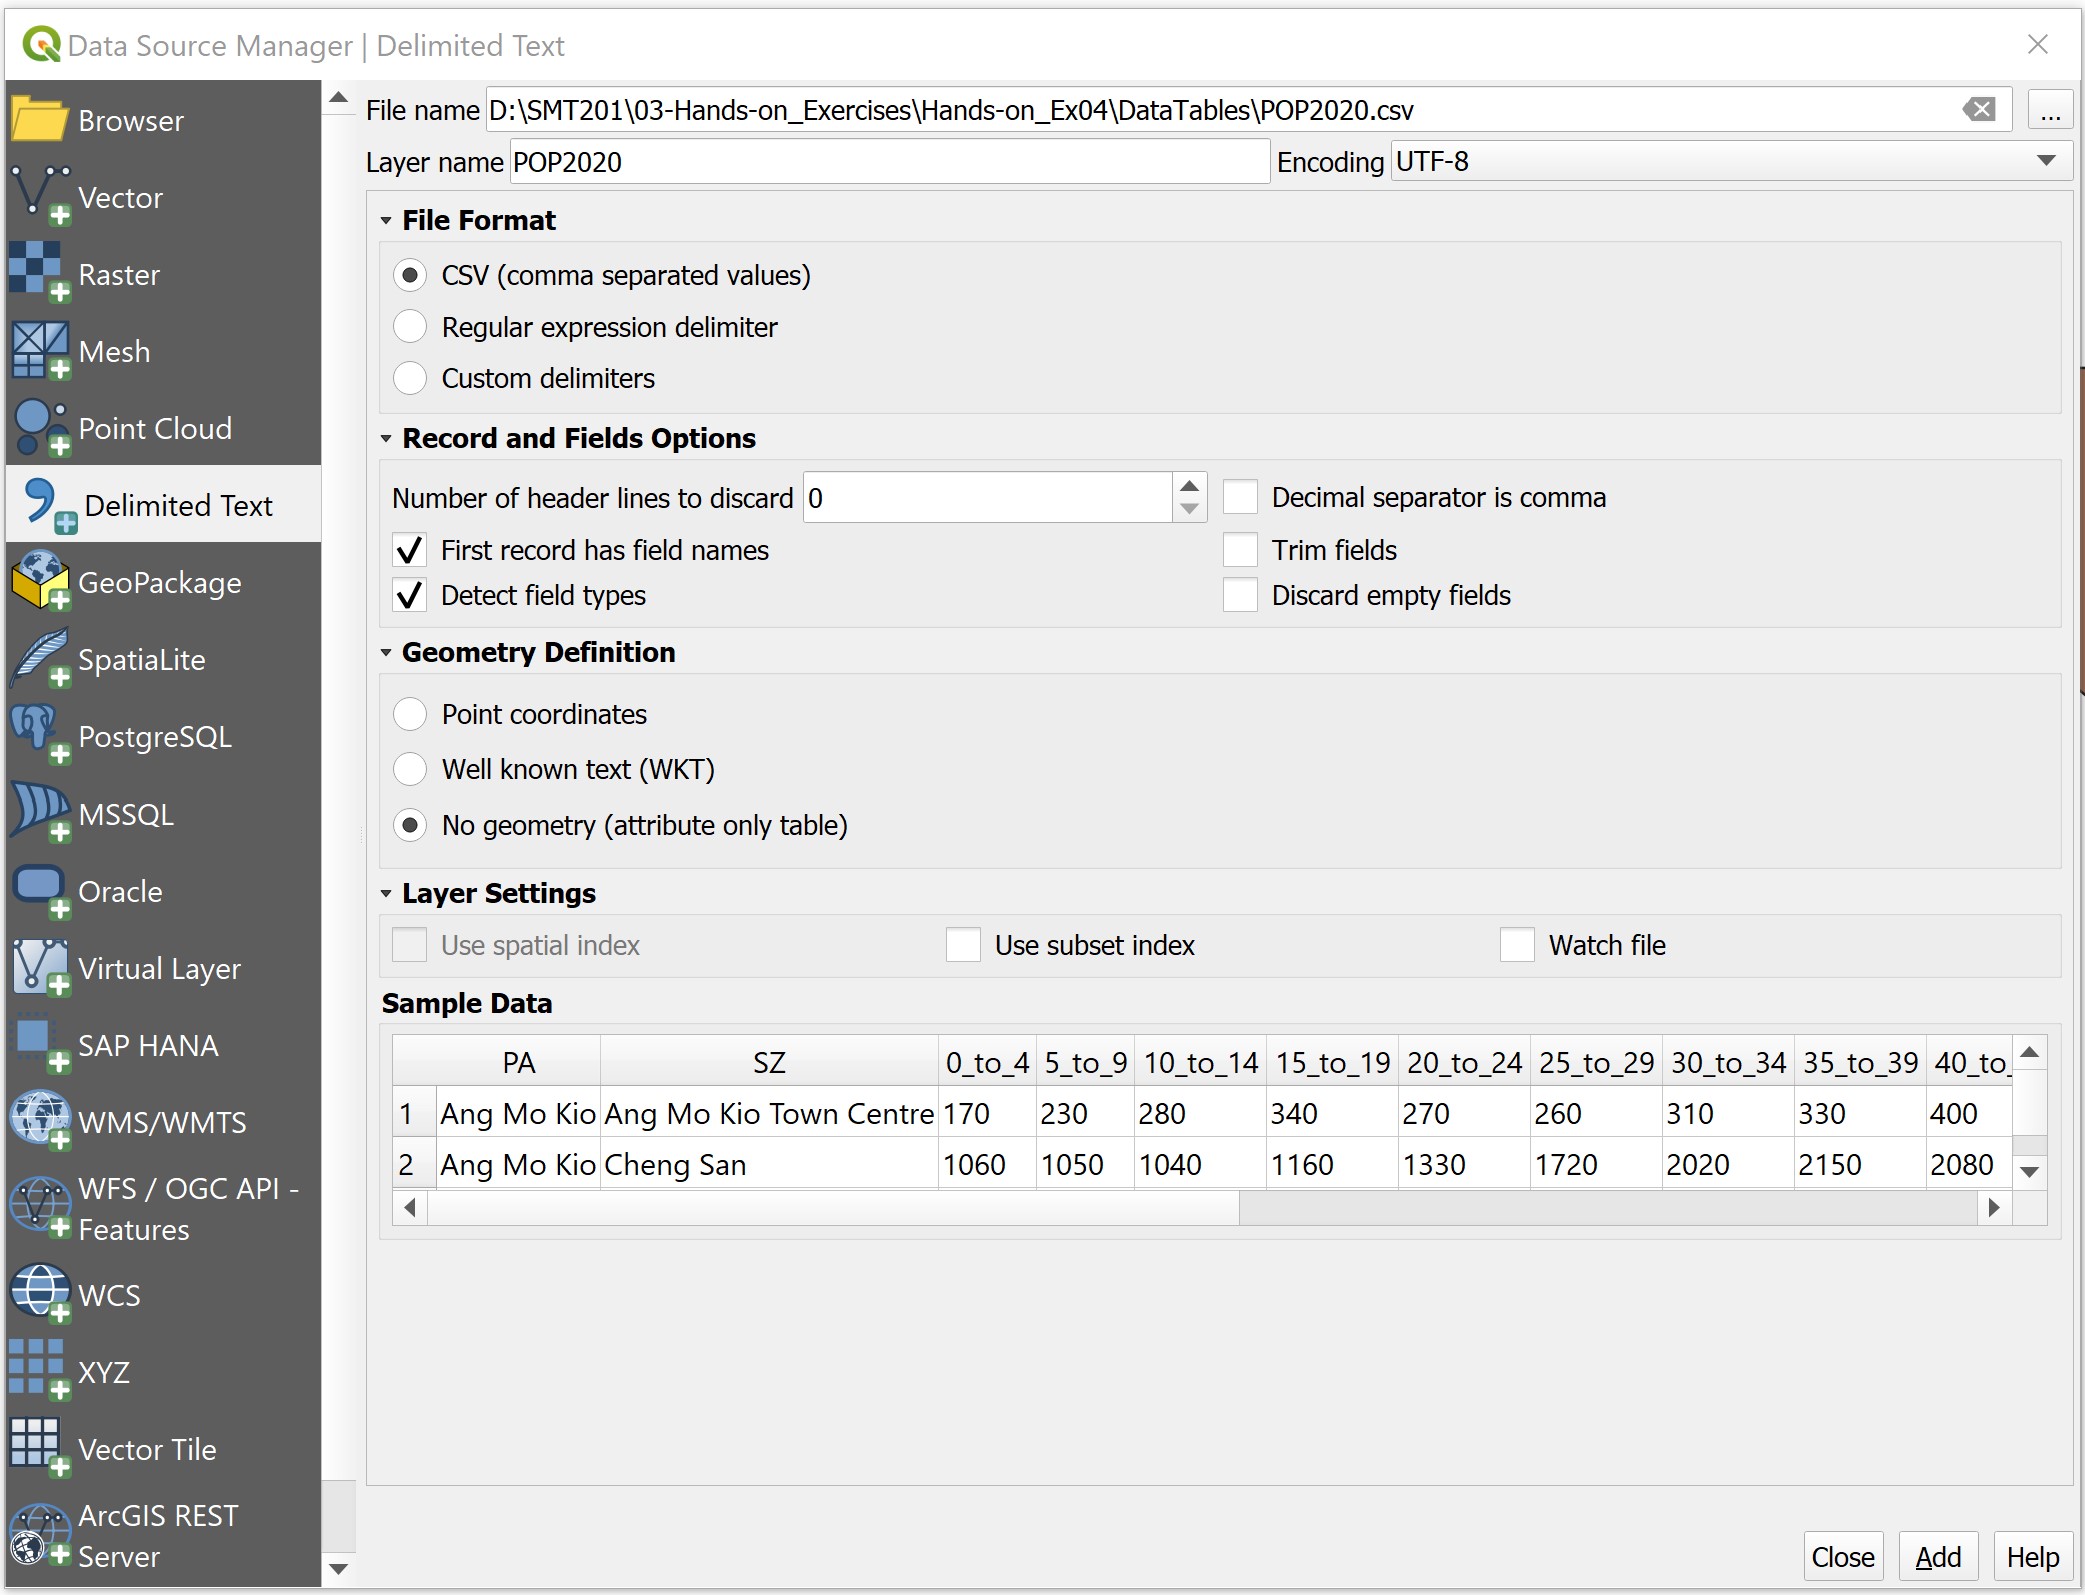 Data Source Manager | Delimited Text
Browser
Vector
Raster
Mesh
Point Cloud
Delimited Text
GeoPackage
SpatiaLite
PostgreSQL
MSSQL
Oracle
Virtual Layer
SAP HANA
WMS/WMTS
WFS / OGC API -
Features
WCS
XYZ
Vector Tile
ArcGIS REST
Server
File name D:\SMT201\03-Hands-on_Exercises\Hands-on_Ex04\DataTables\POP2020.csv ...
Layer name POP2020 Encoding UTF-8
File Format
CSV (comma separated values)
Regular expression delimiter
Custom delimiters
Record and Fields Options
Number of header lines to discard 0 Decimal separator is comma
First record has field names Trim fields
Detect field types Discard empty fields
Geometry Definition
Point coordinates
Well known text (WKT)
No geometry (attribute only table)
Layer Settings
Use spatial index Use subset index Watch file
Sample Data
PA SZ 0_to_4 5_to_9 10_to_14 15_to_19 20_to_24 25_to_29 30_to_34 35_to_39 40_to_
1 Ang Mo Kio Ang Mo Kio Town Centre 170 230 280 340 270 260 310 330 400
2 Ang Mo Kio Cheng San 1060 1050 1040 1160 1330 1720 2020 2150 2080
Close Add Help